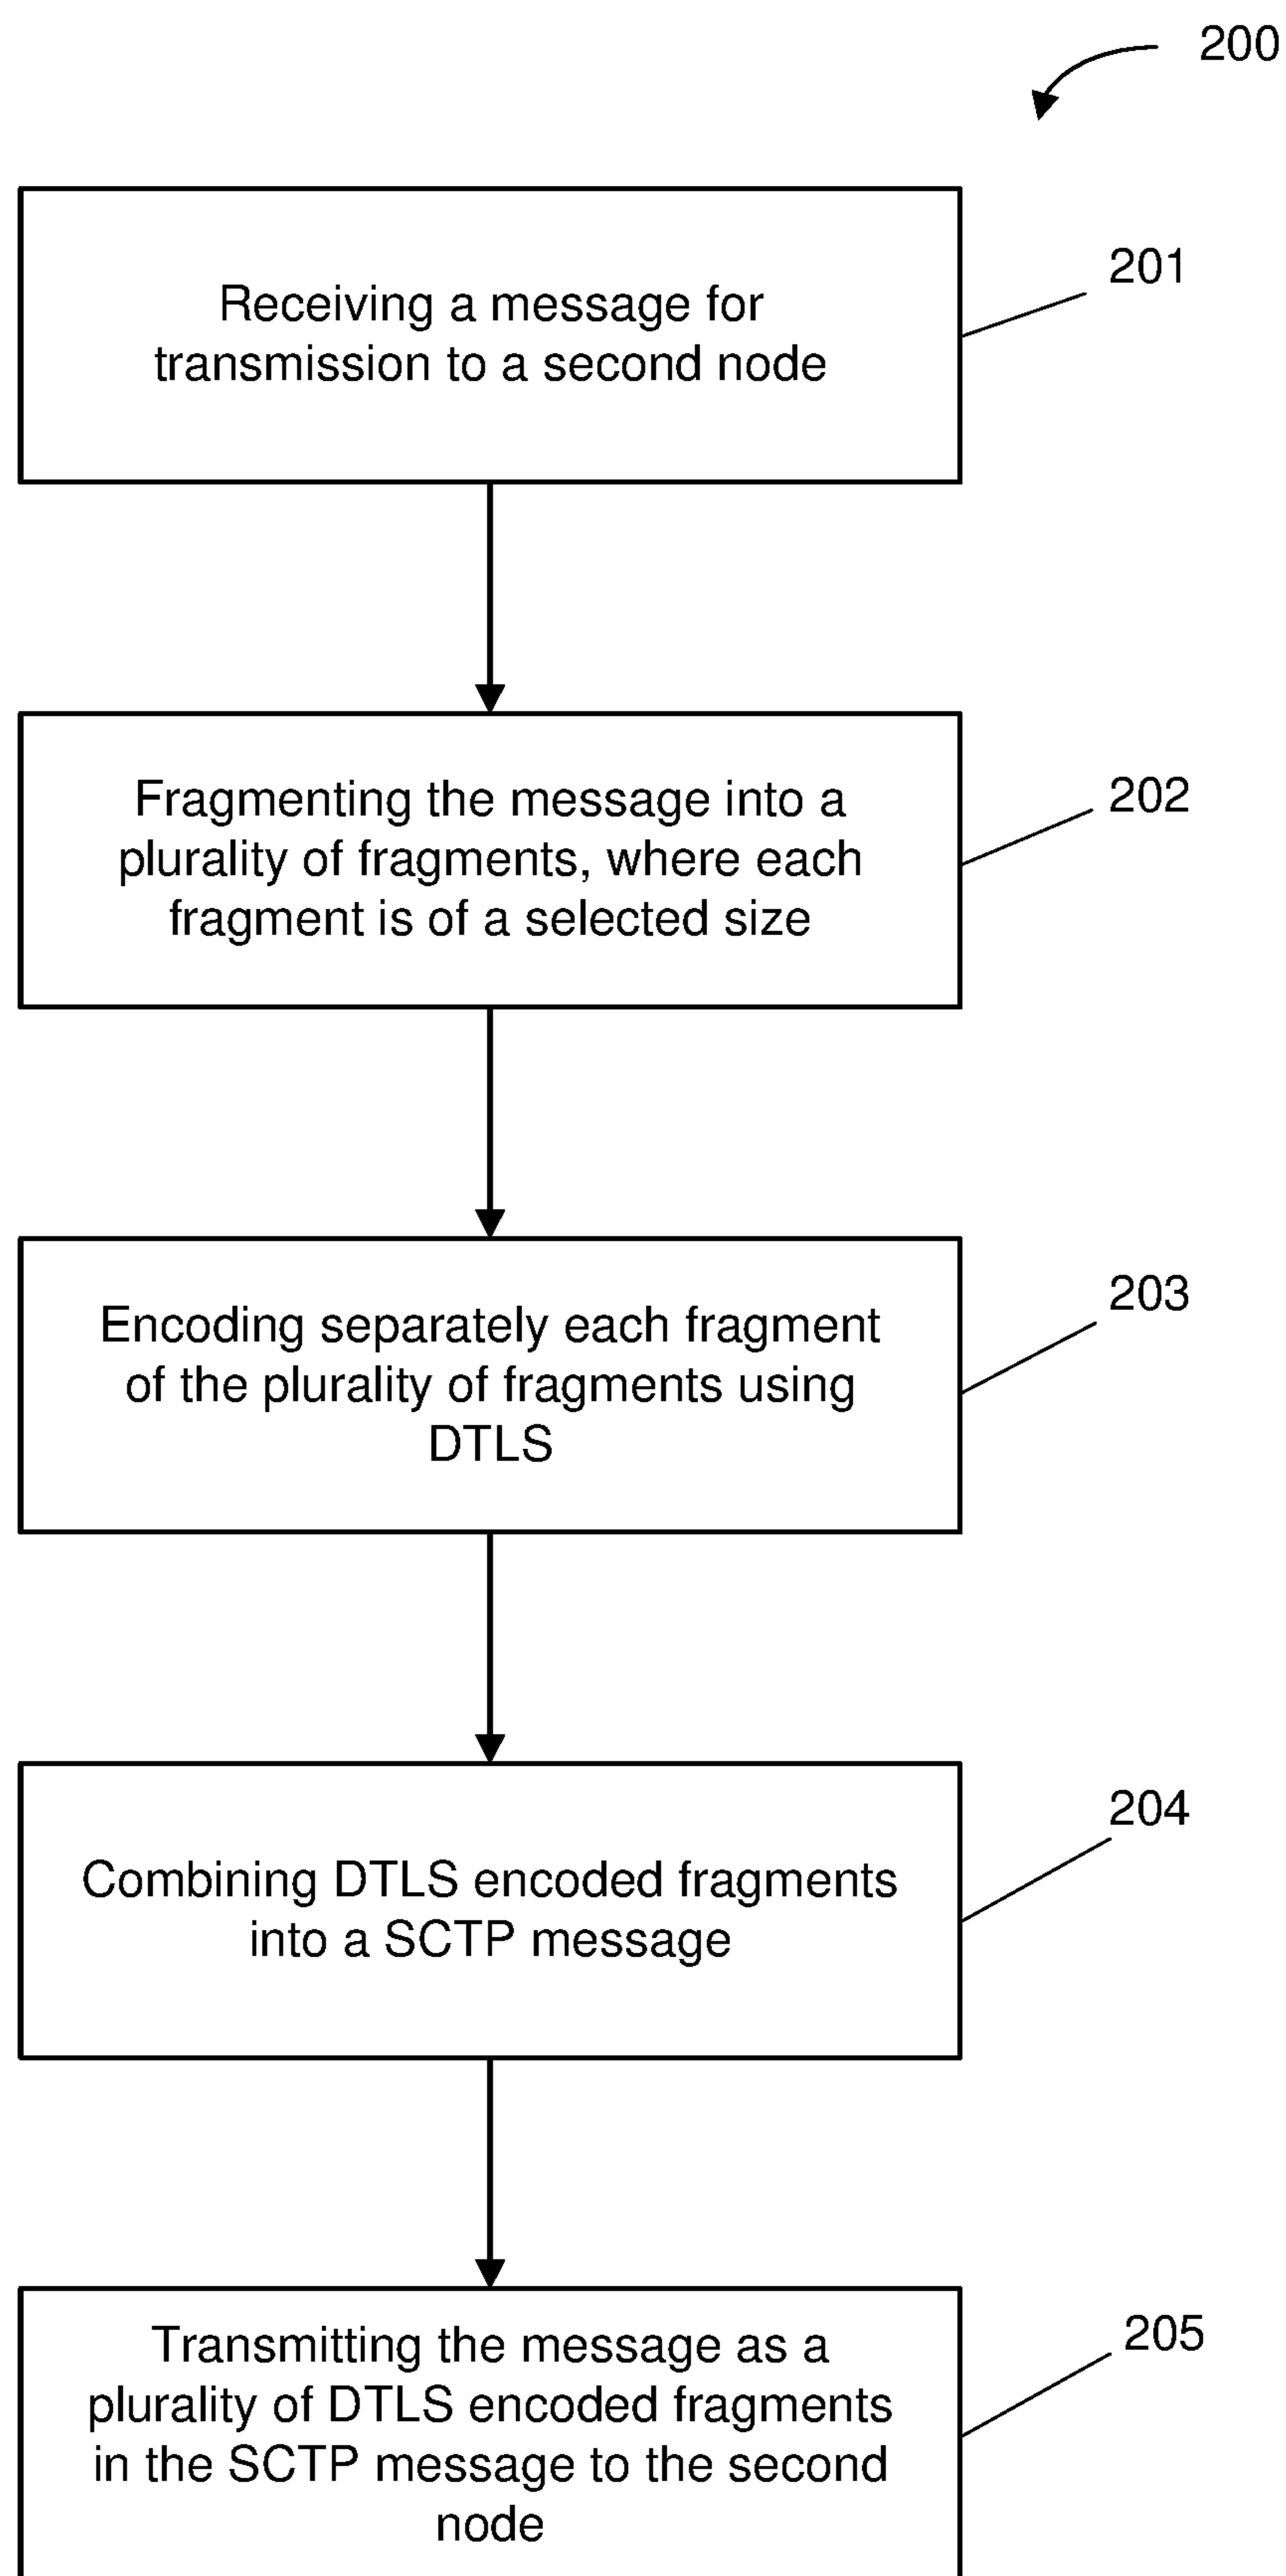 200
Receiving a message for
transmission to a second node
201
Fragmenting the message into a
plurality of fragments, where each
fragment is of a selected size
202
Encoding separately each fragment
of the plurality of fragments using
DTLS
203
Combining DTLS encoded fragments
into a SCTP message
204
Transmitting the message as a
plurality of DTLS encoded fragments
in the SCTP message to the second
node
205